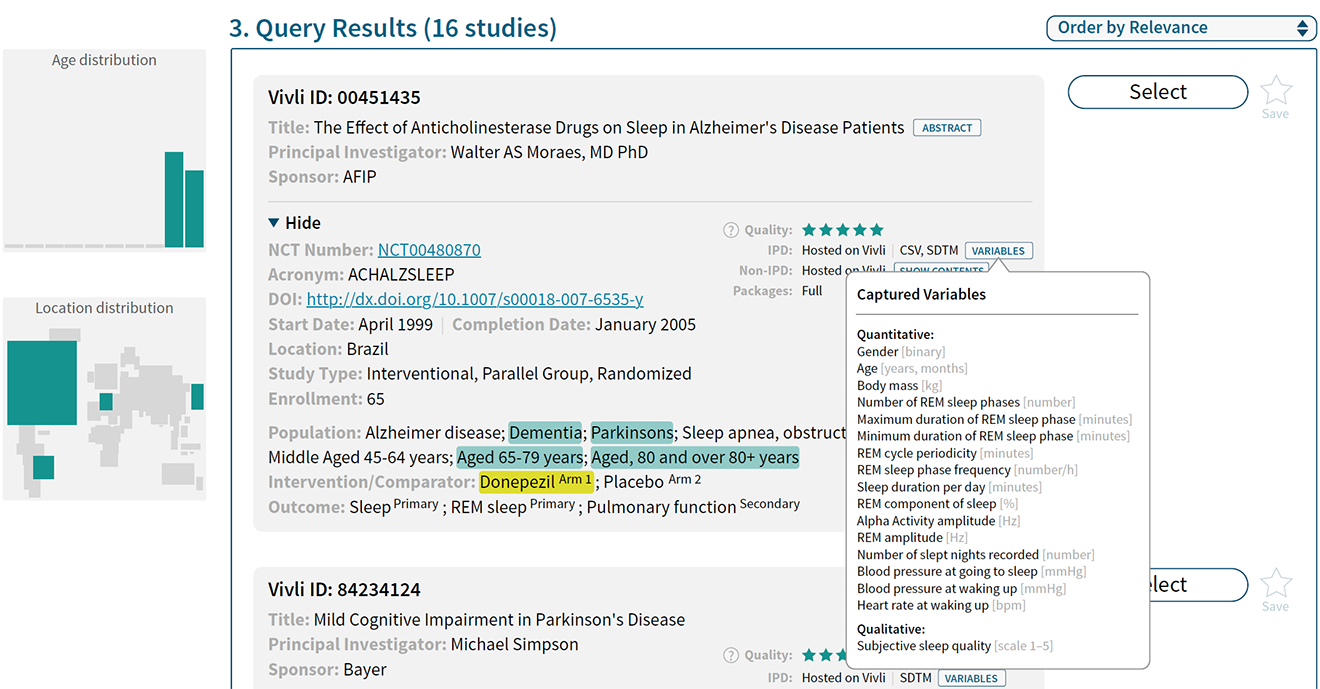 3. Query Results (16 studies)
Order by Relevance
Age distribution
Location distribution
Vivli ID: 00451435
Title: The Effect of Anticholinesterase Drugs on Sleep in Alzheimer's Disease Patients ABSTRACT
Principal Investigator: Walter AS Moraes, MD PhD
Sponsor: AFIP
Select
Save
Hide
NCT Number: NCT00480870
Acronym: ACHALZSLEEP
DOI: http://dx.doi.org/10.1007/s00018-007-6535-y
Start Date: April 1999 | Completion Date: January 2005
Location: Brazil
Study Type: Interventional, Parallel Group, Randomized
Enrollment: 65
? Quality: ★★★★★
IPD: Hosted on Vivli | CSV, SDTM VARIABLES
Non-IPD: Hosted on Vivli | SHOW CONTENTS
Packages: Full
Population: Alzheimer disease; Dementia; Parkinsons; Sleep apnea, obstruct
Middle Aged 45-64 years; Aged 65-79 years; Aged, 80 and over 80+ years
Intervention/Comparator: Donepezil Arm 1; Placebo Arm 2
Outcome: Sleep Primary; REM sleep Primary; Pulmonary function Secondary
Captured Variables
Quantitative:
Gender [binary]
Age [years, months]
Body mass [kg]
Number of REM sleep phases [number]
Maximum duration of REM sleep phase [minutes]
Minimum duration of REM sleep phase [minutes]
REM cycle periodicity [minutes]
REM sleep phase frequency [number/h]
Sleep duration per day [minutes]
REM component of sleep [%]
Alpha Activity amplitude [Hz]
REM amplitude [Hz]
Number of slept nights recorded [number]
Blood pressure at going to sleep [mmHg]
Blood pressure at waking up [mmHg]
Heart rate at waking up [bpm]
Qualitative:
Subjective sleep quality [scale 1–5]
Vivli ID: 84234124
Title: Mild Cognitive Impairment in Parkinson's Disease
Principal Investigator: Michael Simpson
Sponsor: Bayer
? Quality: ★★★
IPD: Hosted on Vivli | SDTM VARIABLES
elect
Save